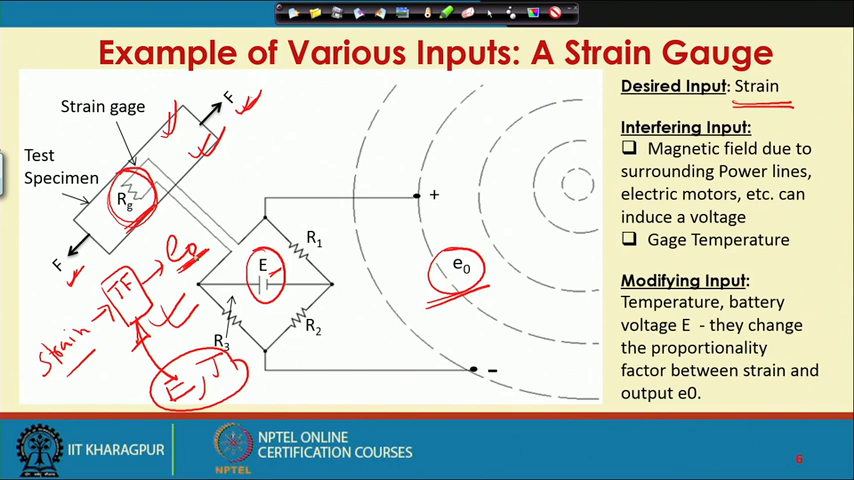 Example of Various Inputs: A Strain Gauge
Strain gage
Test
Specimen
F
F
Rg
E
R1
R2
R3
e0
+
-
TF
e0
Strain
E, T
Desired Input: Strain
Interfering Input:
❑ Magnetic field due to
surrounding Power lines,
electric motors, etc. can
induce a voltage
❑ Gage Temperature
Modifying Input:
Temperature, battery
voltage E - they change
the proportionality
factor between strain and
output e0.
IIT KHARAGPUR
NPTEL
NPTEL ONLINE
CERTIFICATION COURSES
6